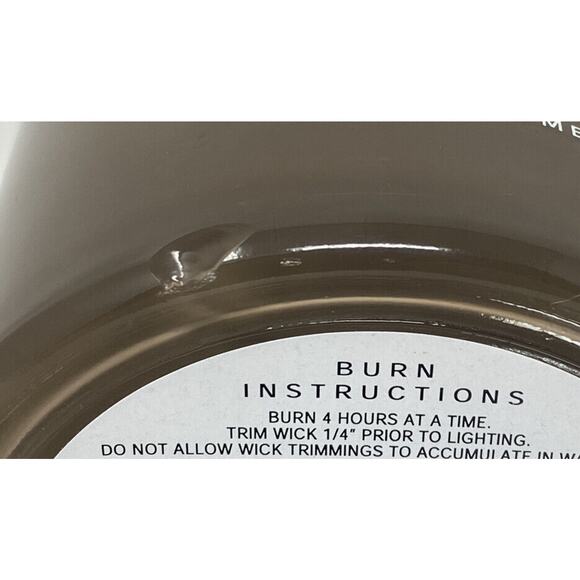 BURN
INSTRUCTIONS
BURN 4 HOURS AT A TIME.
TRIM WICK 1/4" PRIOR TO LIGHTING.
DO NOT ALLOW WICK TRIMMINGS TO ACCUMULATE IN